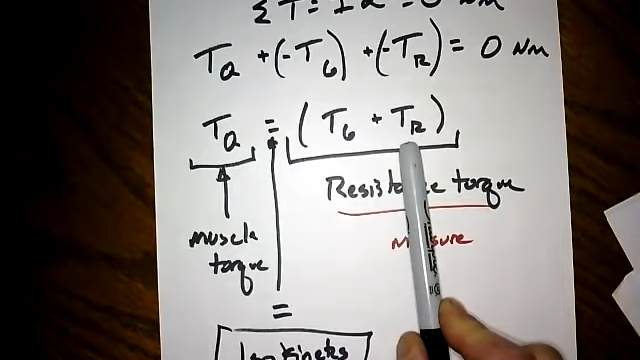 ΣT = Iα = 0 Nm
Ta + (-TG) + (-TR) = 0 Nm
Ta = (TG + TR)
Resistance torque
muscle
torque
measure
=